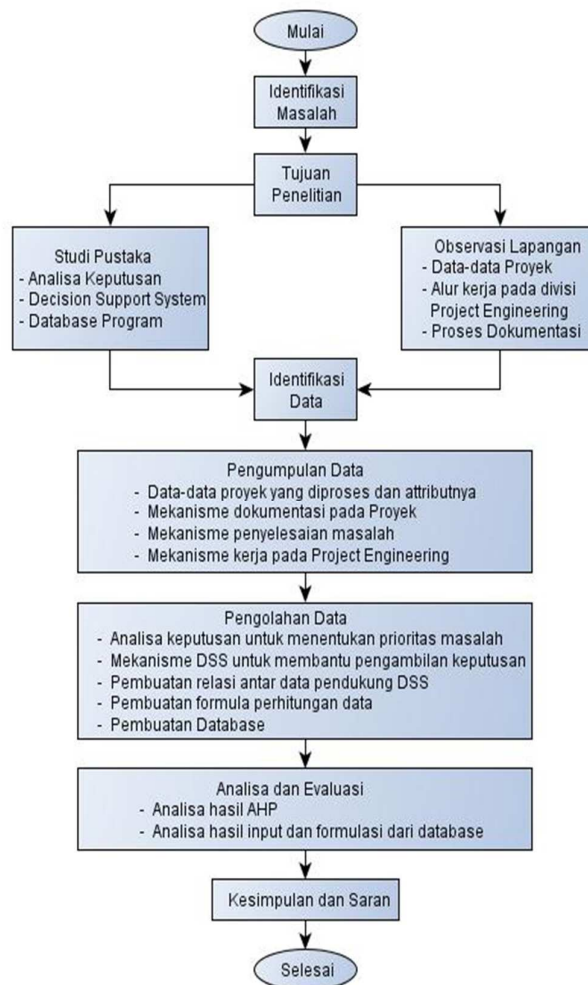 Mulai
Identifikasi
Masalah
Tujuan
Penelitian
Studi Pustaka
- Analisa Keputusan
- Decision Support System
- Database Program
Observasi Lapangan
- Data-data Proyek
- Alur kerja pada divisi
Project Engineering
- Proses Dokumentasi
Identifikasi
Data
Pengumpulan Data
- Data-data proyek yang diproses dan attributnya
- Mekanisme dokumentasi pada Proyek
- Mekanisme penyelesaian masalah
- Mekanisme kerja pada Project Engineering
Pengolahan Data
- Analisa keputusan untuk menentukan prioritas masalah
- Mekanisme DSS untuk membantu pengambilan keputusan
- Pembuatan relasi antar data pendukung DSS
- Pembuatan formula perhitungan data
- Pembuatan Database
Analisa dan Evaluasi
- Analisa hasil AHP
- Analisa hasil input dan formulasi dari database
Kesimpulan dan Saran
Selesai